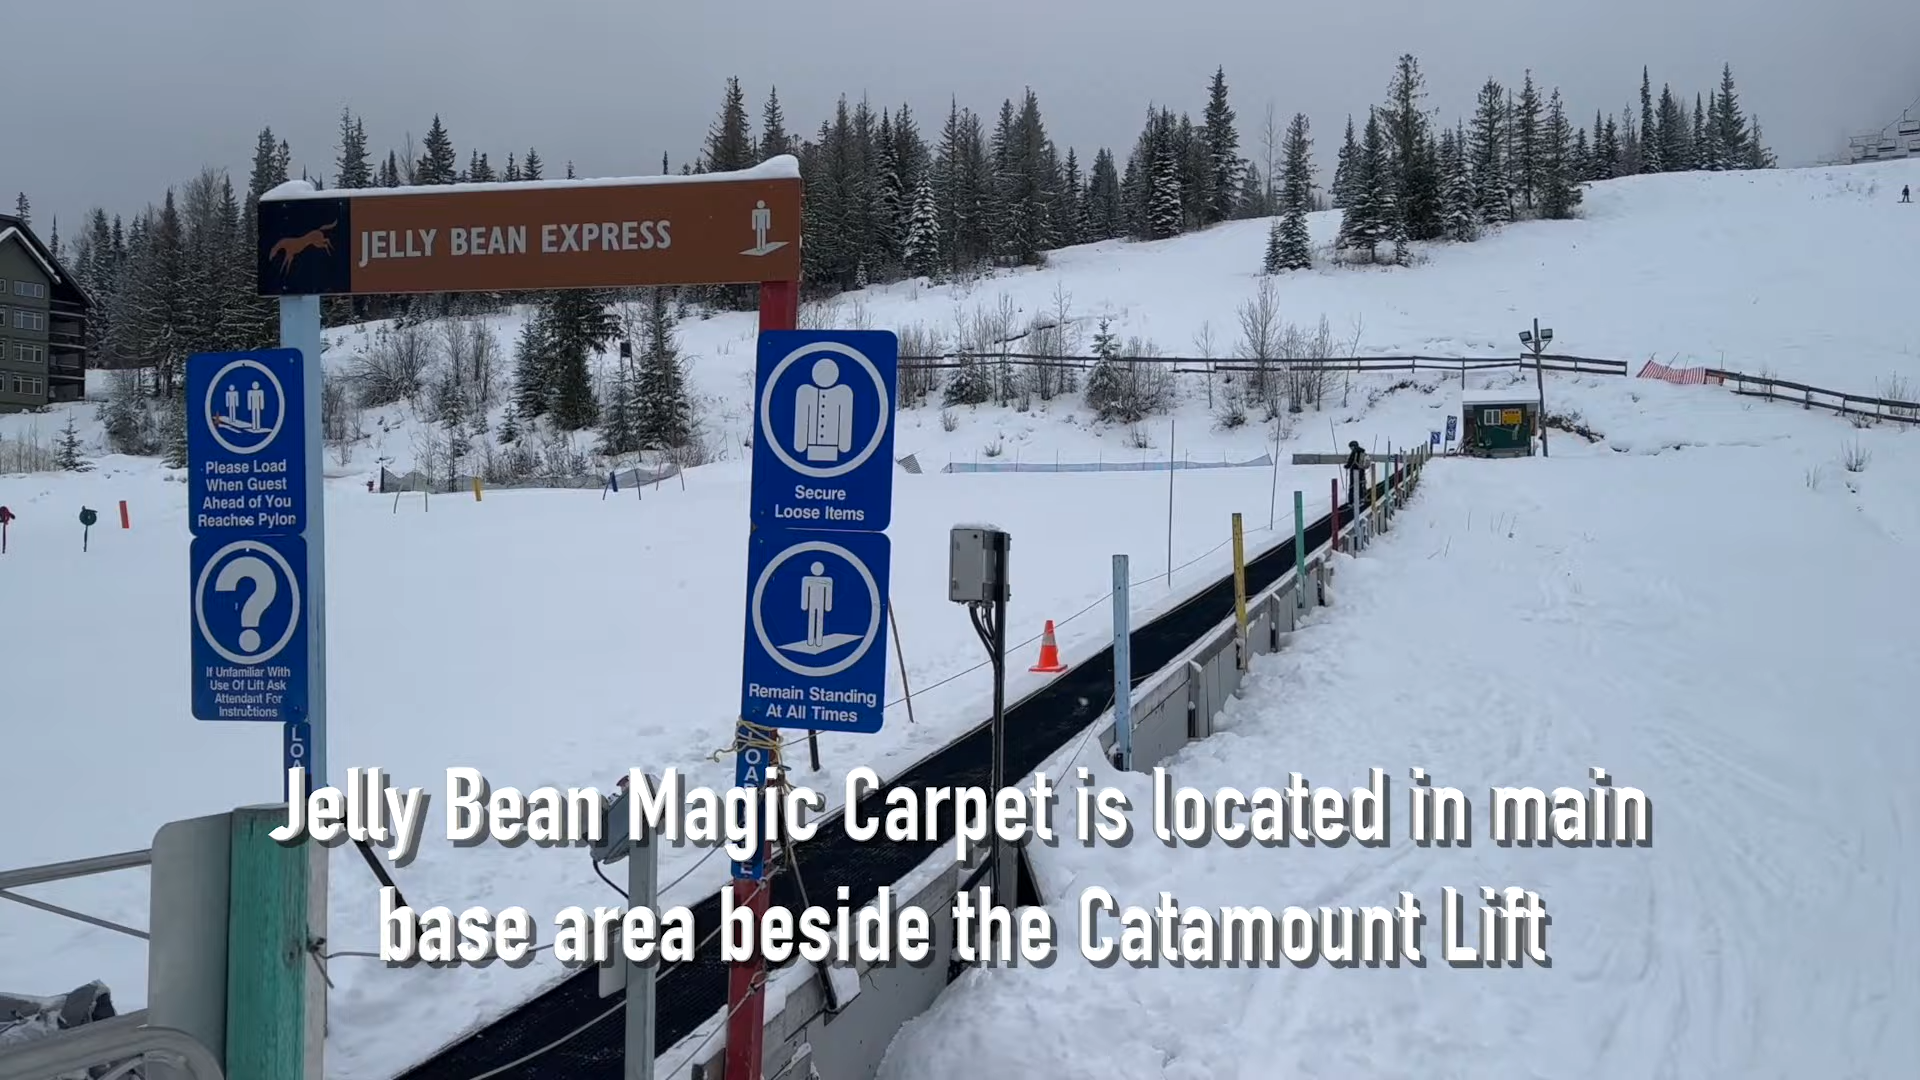 JELLY BEAN EXPRESS
Please Load
When Guest
Ahead of You
Reaches Pylon
If Unfamiliar With
Use Of Lift Ask
Attendant For
Instructions
Secure
Loose Items
Remain Standing
At All Times
Jelly Bean Magic Carpet is located in main
base area beside the Catamount Lift